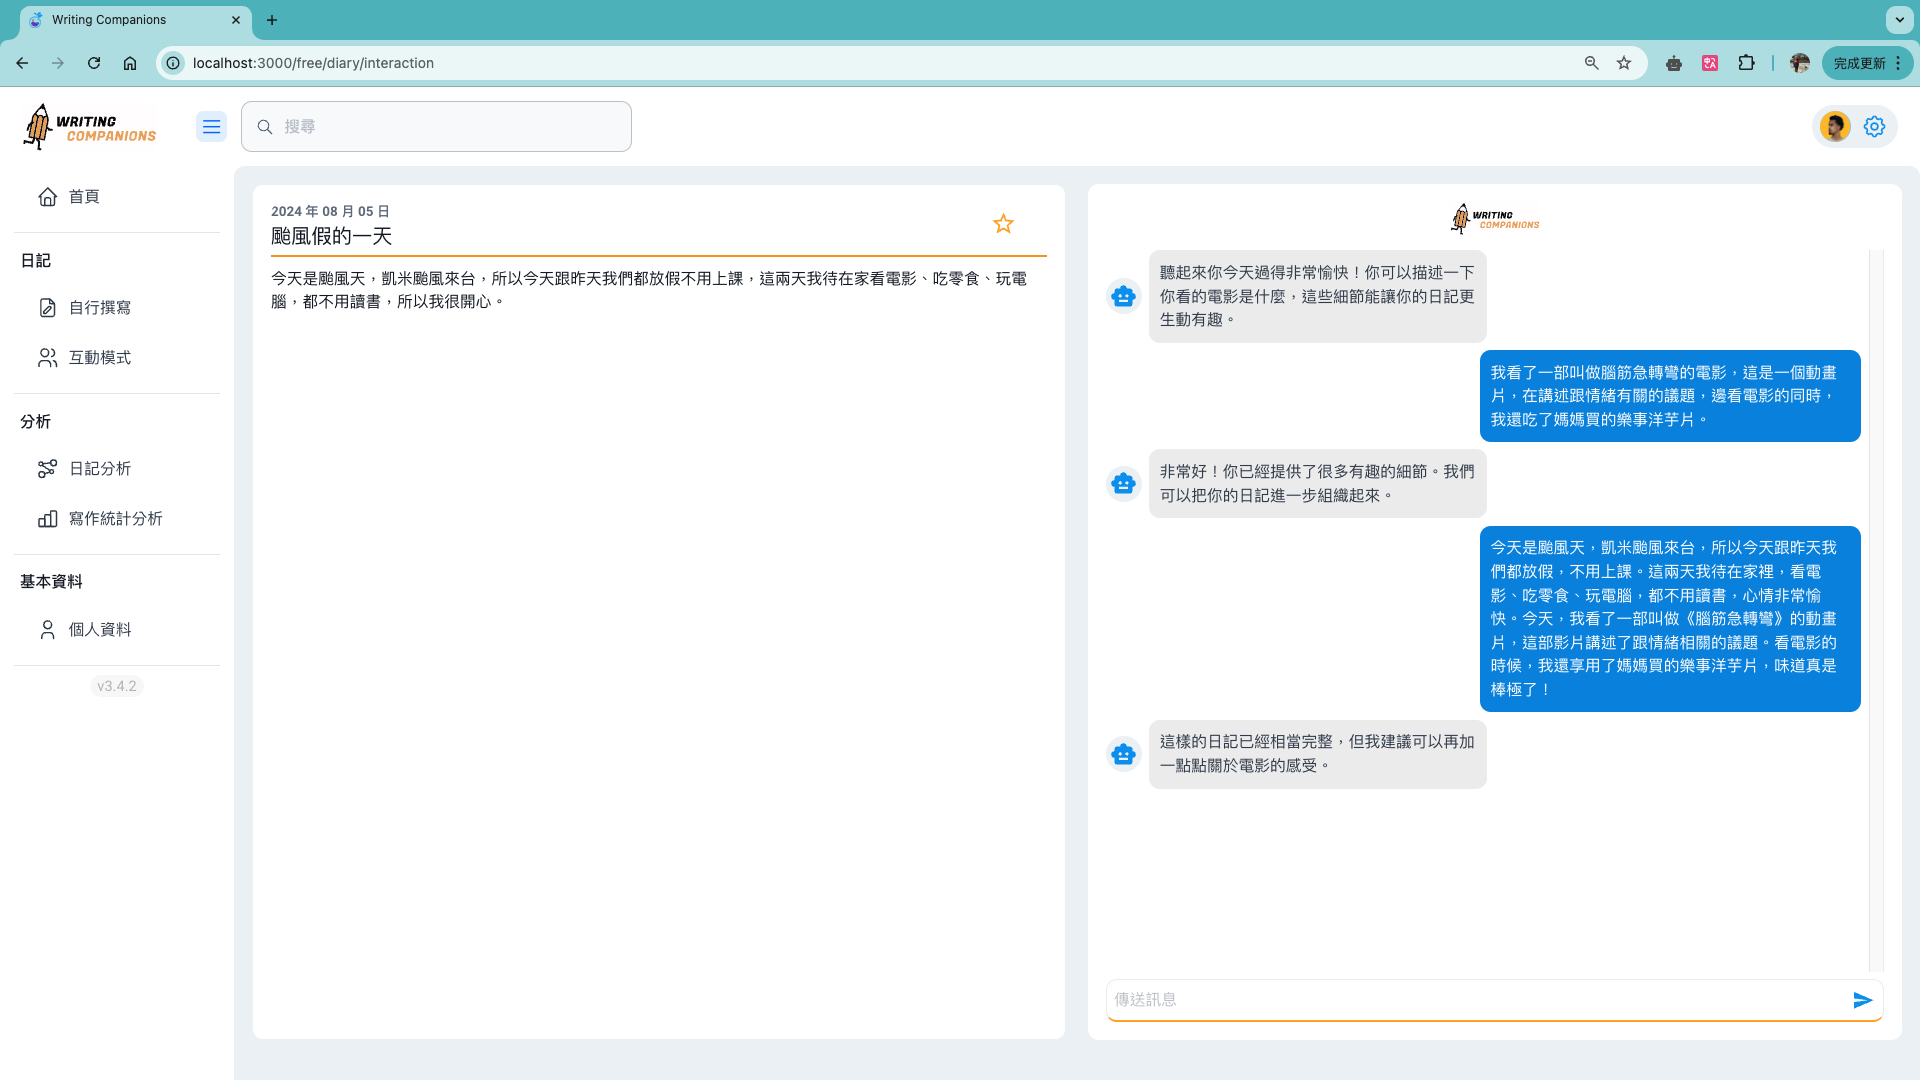 Writing Companions
localhost:3000/free/diary/interaction
完成更新
WRITING
COMPANIONS
搜尋
首頁
日記
自行撰寫
互動模式
分析
日記分析
寫作統計分析
基本資料
個人資料
v3.4.2
2024 年 08 月 05 日
颱風假的一天
今天是颱風天，凱米颱風來台，所以今天跟昨天我們都放假不用上課，這兩天我待在家看電影、吃零食、玩電
腦，都不用讀書，所以我很開心。
WRITING
COMPANIONS
聽起來你今天過得非常愉快！你可以描述一下
你看的電影是什麼，這些細節能讓你的日記更
生動有趣。
我看了一部叫做腦筋急轉彎的電影，這是一個動畫
片，在講述跟情緒有關的議題，邊看電影的同時，
我還吃了媽媽買的樂事洋芋片。
非常好！你已經提供了很多有趣的細節。我們
可以把你的日記進一步組織起來。
今天是颱風天，凱米颱風來台，所以今天跟昨天我
們都放假，不用上課。這兩天我待在家裡，看電
影、吃零食、玩電腦，都不用讀書，心情非常愉
快。今天，我看了一部叫做《腦筋急轉彎》的動畫
片，這部影片講述了跟情緒相關的議題。看電影的
時候，我還享用了媽媽買的樂事洋芋片，味道真是
棒極了！
這樣的日記已經相當完整，但我建議可以再加
一點點關於電影的感受。
傳送訊息